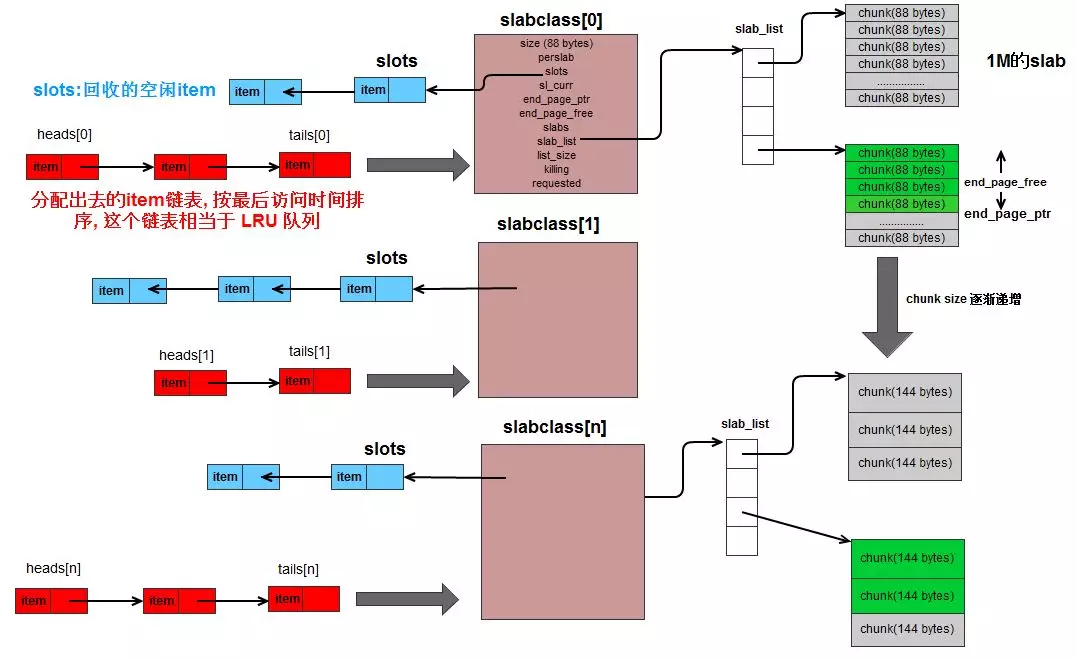 slabclass[0]
size (88 bytes)
perslab
slots
sl_curr
end_page_ptr
end_page_free
slabs
slab_list
list_size
killing
requested
slots
slots:回收的空闲item
item
item
heads[0]
tails[0]
item
item
item
分配出去的item链表, 按最后访问时间排
序, 这个链表相当于 LRU 队列
slab_list
chunk(88 bytes)
chunk(88 bytes)
chunk(88 bytes)
chunk(88 bytes)
...............
chunk(88 bytes)
1M的slab
chunk(88 bytes)
chunk(88 bytes)
chunk(88 bytes)
chunk(88 bytes)
...............
chunk(88 bytes)
end_page_free
end_page_ptr
chunk size 逐渐递增
slabclass[1]
slots
item
item
item
heads[1]
tails[1]
item
item
slabclass[n]
slots
item
item
heads[n]
tails[n]
item
item
item
slab_list
chunk(144 bytes)
chunk(144 bytes)
chunk(144 bytes)
chunk(144 bytes)
chunk(144 bytes)
chunk(144 bytes)